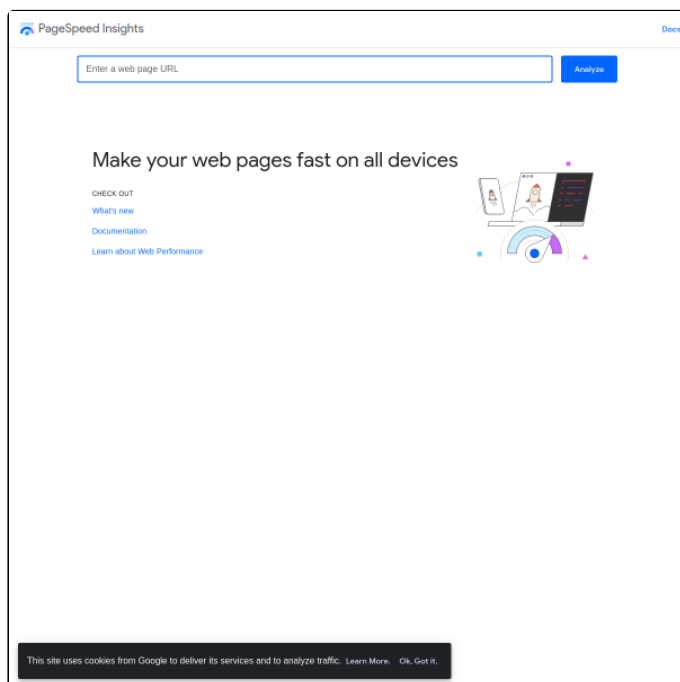 PageSpeed Insights
Docs
Enter a web page URL
Analyze
Make your web pages fast on all devices
CHECK OUT
What's new
Documentation
Learn about Web Performance
This site uses cookies from Google to deliver its services and to analyze traffic. Learn More. Ok, Got it.